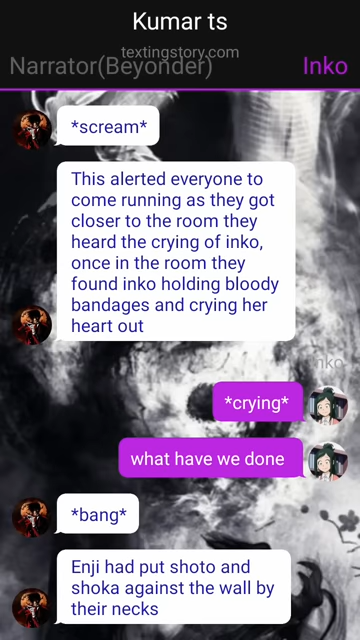 Kumar ts
textingstory.com
Narrator(Beyonder)
Inko
*scream*
This alerted everyone to
come running as they got
closer to the room they
heard the crying of inko,
once in the room they
found inko holding bloody
bandages and crying her
heart out
Inko
*crying*
what have we done
*bang*
Enji had put shoto and
shoka against the wall by
their necks